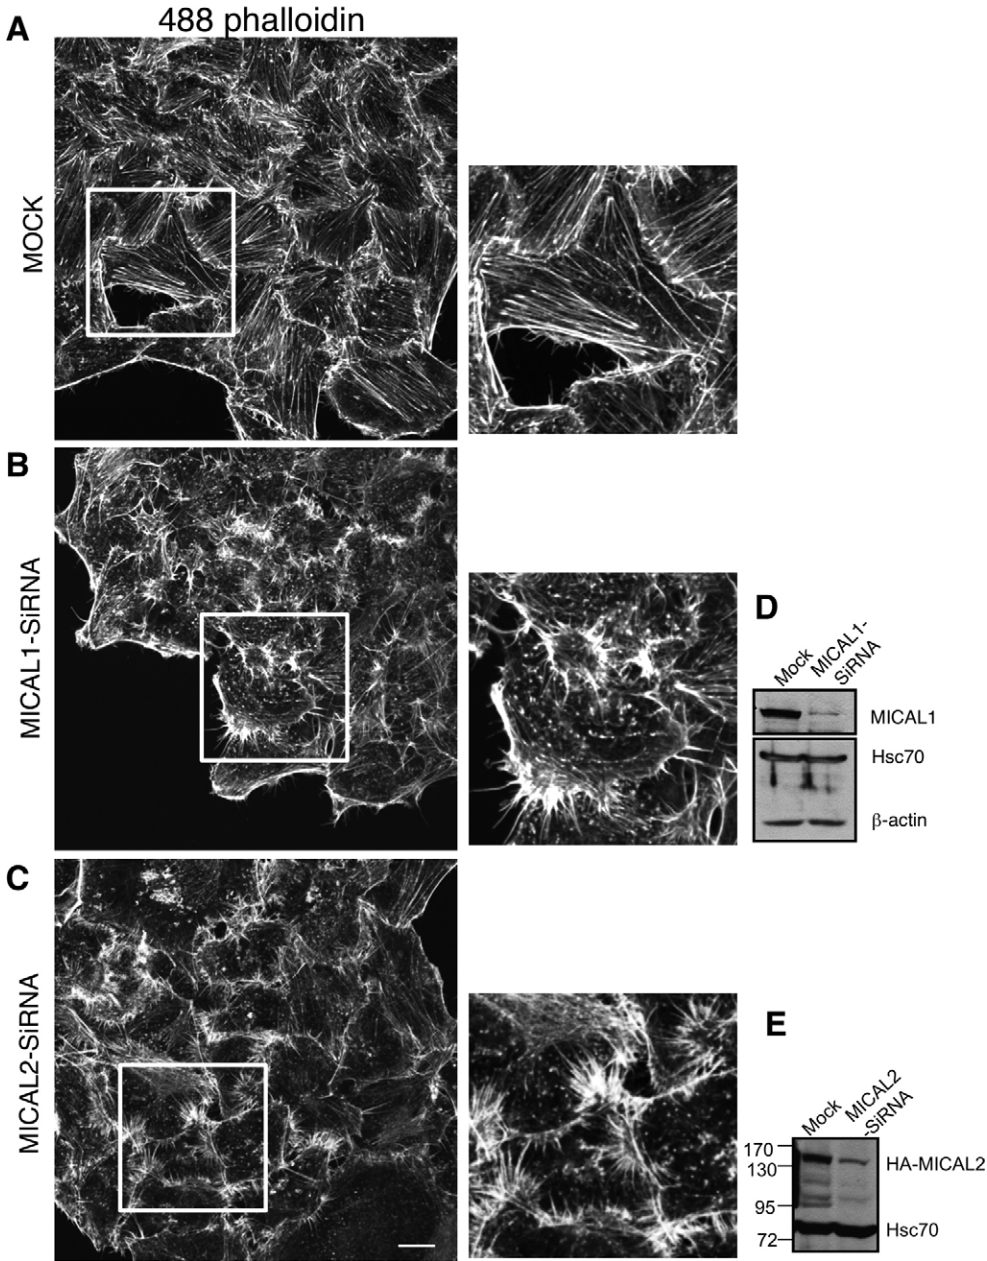 A
488 phalloidin
MOCK
B
MICAL1-SiRNA
D
Mock
MICAL1-
SiRNA
MICAL1
Hsc70
β-actin
C
MICAL2-SiRNA
E
Mock
MICAL2
-SiRNA
170
130
HA-MICAL2
95
Hsc70
72